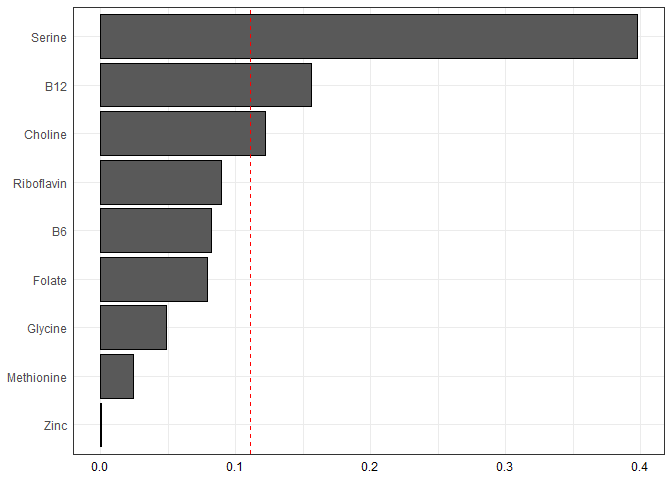 Serine
B12
Choline
Riboflavin
B6
Folate
Glycine
Methionine
Zinc
0.0 0.1 0.2 0.3 0.4